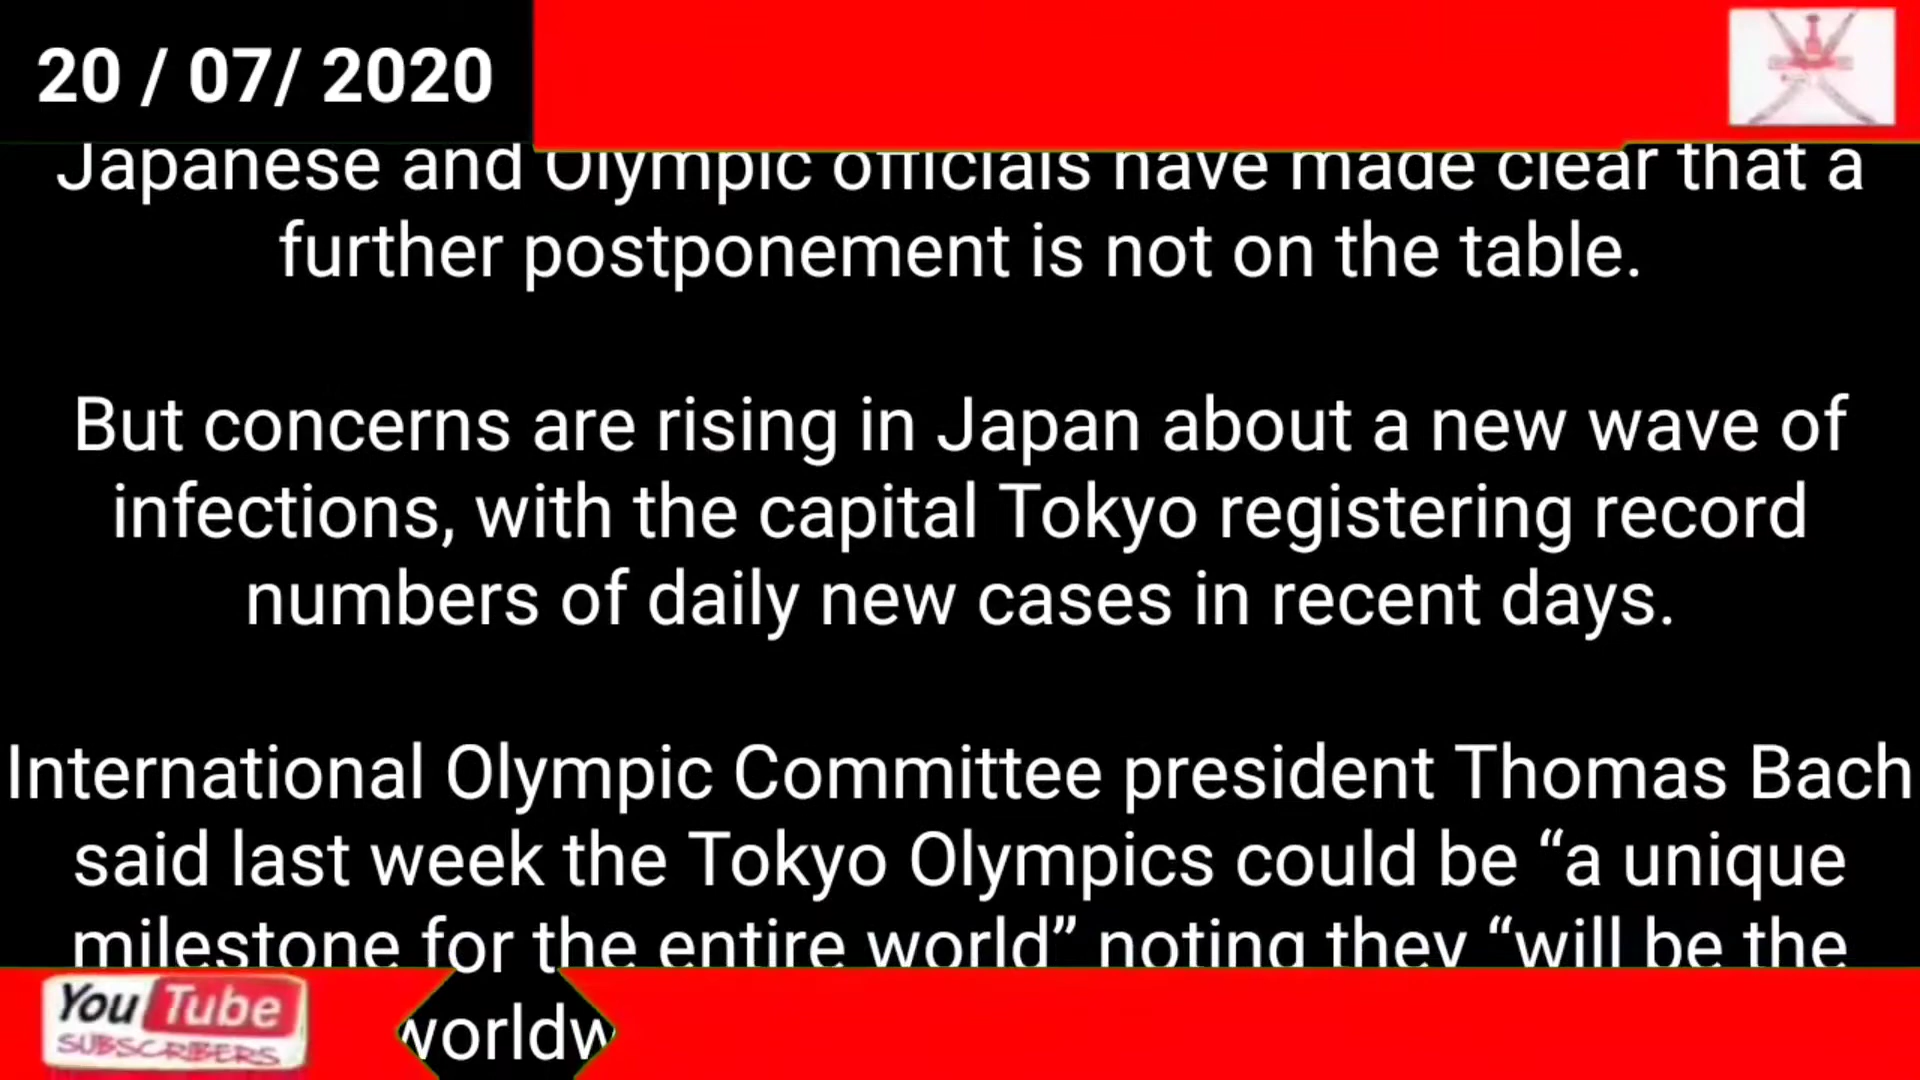 20 / 07/ 2020
Japanese and Olympic officials have made clear that a
further postponement is not on the table.
But concerns are rising in Japan about a new wave of
infections, with the capital Tokyo registering record
numbers of daily new cases in recent days.
International Olympic Committee president Thomas Bach
said last week the Tokyo Olympics could be “a unique
milestone for the entire world” noting they “will be the
worldw
You Tube
SUBSCRIBERS